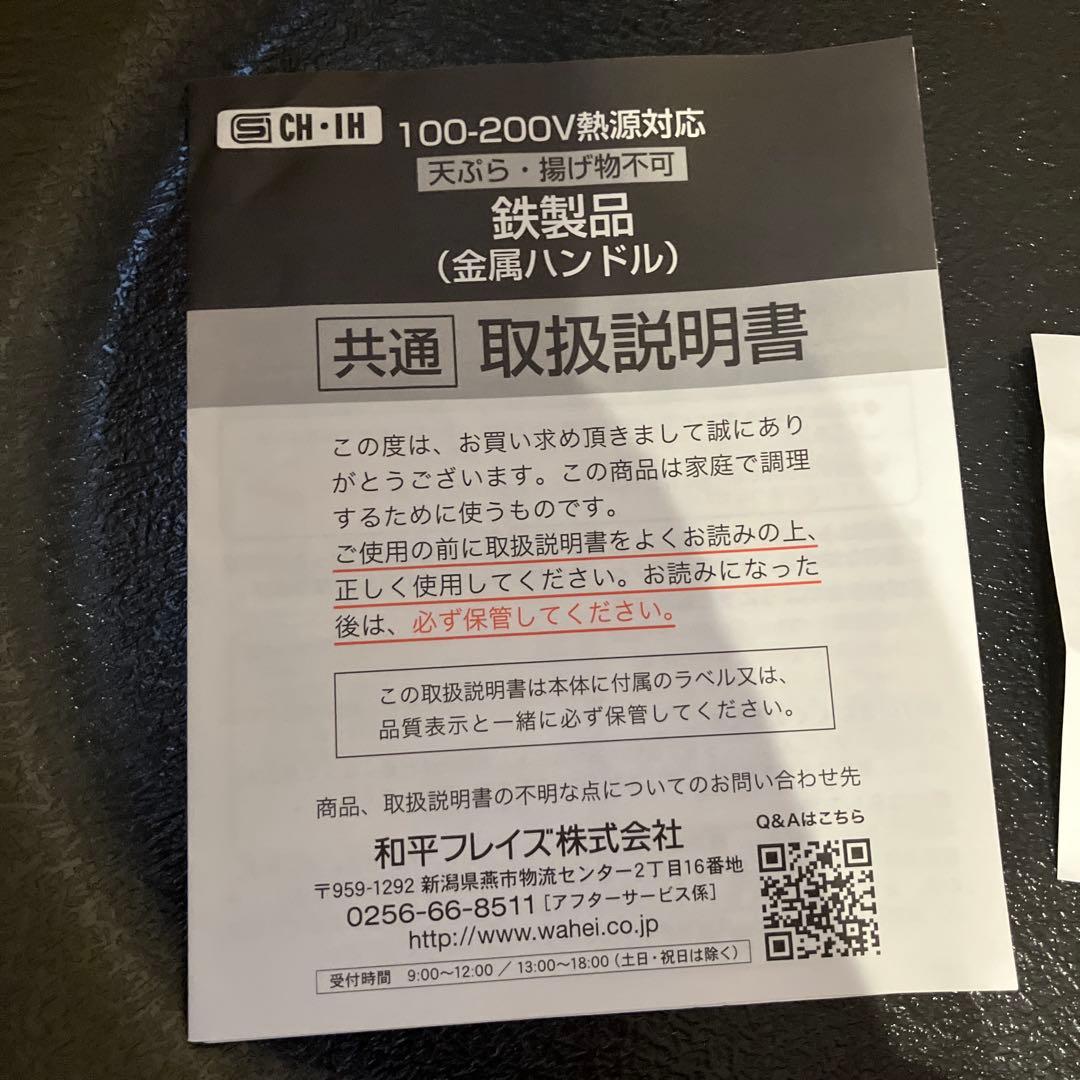 SG CH・IH 100-200V熱源対応
天ぷら・揚げ物不可
鉄製品
(金属ハンドル)
共通 取扱説明書
この度は、お買い求め頂きまして誠にあり
がとうございます。この商品は家庭で調理
するために使うものです。
ご使用の前に取扱説明書をよくお読みの上、
正しく使用してください。お読みになった
後は、必ず保管してください。
この取扱説明書は本体に付属のラベル又は、
品質表示と一緒に必ず保管してください。
商品、取扱説明書の不明な点についてのお問い合わせ先
和平フレイズ株式会社
〒959-1292 新潟県燕市物流センター2丁目16番地
0256-66-8511[アフターサービス係]
http://www.wahei.co.jp
受付時間 9:00〜12:00 / 13:00〜18:00(土日・祝日は除く)
Q&Aはこちら